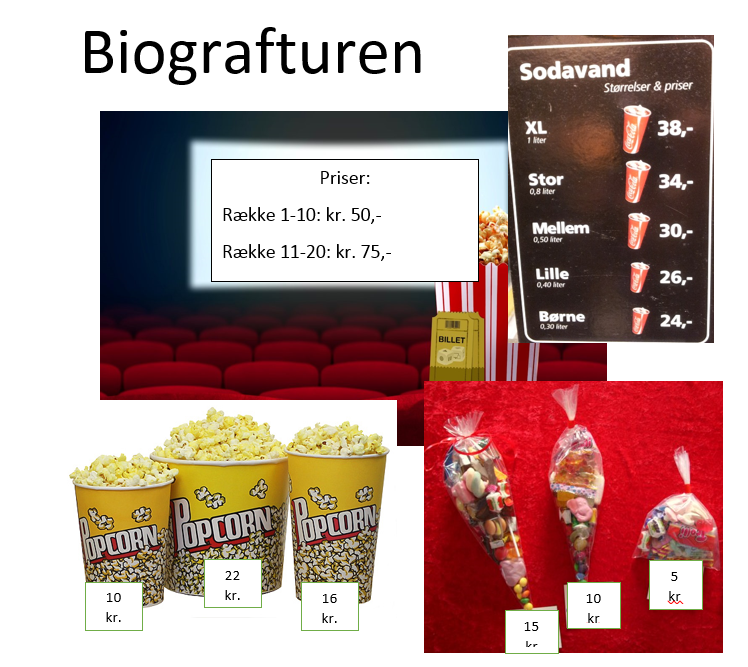 Biografturen
Sodavand
Størrelser & priser
XL
1 liter
38,-
Stor
0,8 liter
34,-
Mellem
0,50 liter
30,-
Lille
0,40 liter
26,-
Børne
0,30 liter
24,-
Priser:
Række 1-10: kr. 50,-
Række 11-20: kr. 75,-
BILLET
POPCORN
POPCORN
POPCORN
10
kr.
22
kr.
16
kr.
15
kr
10
kr
5
kr